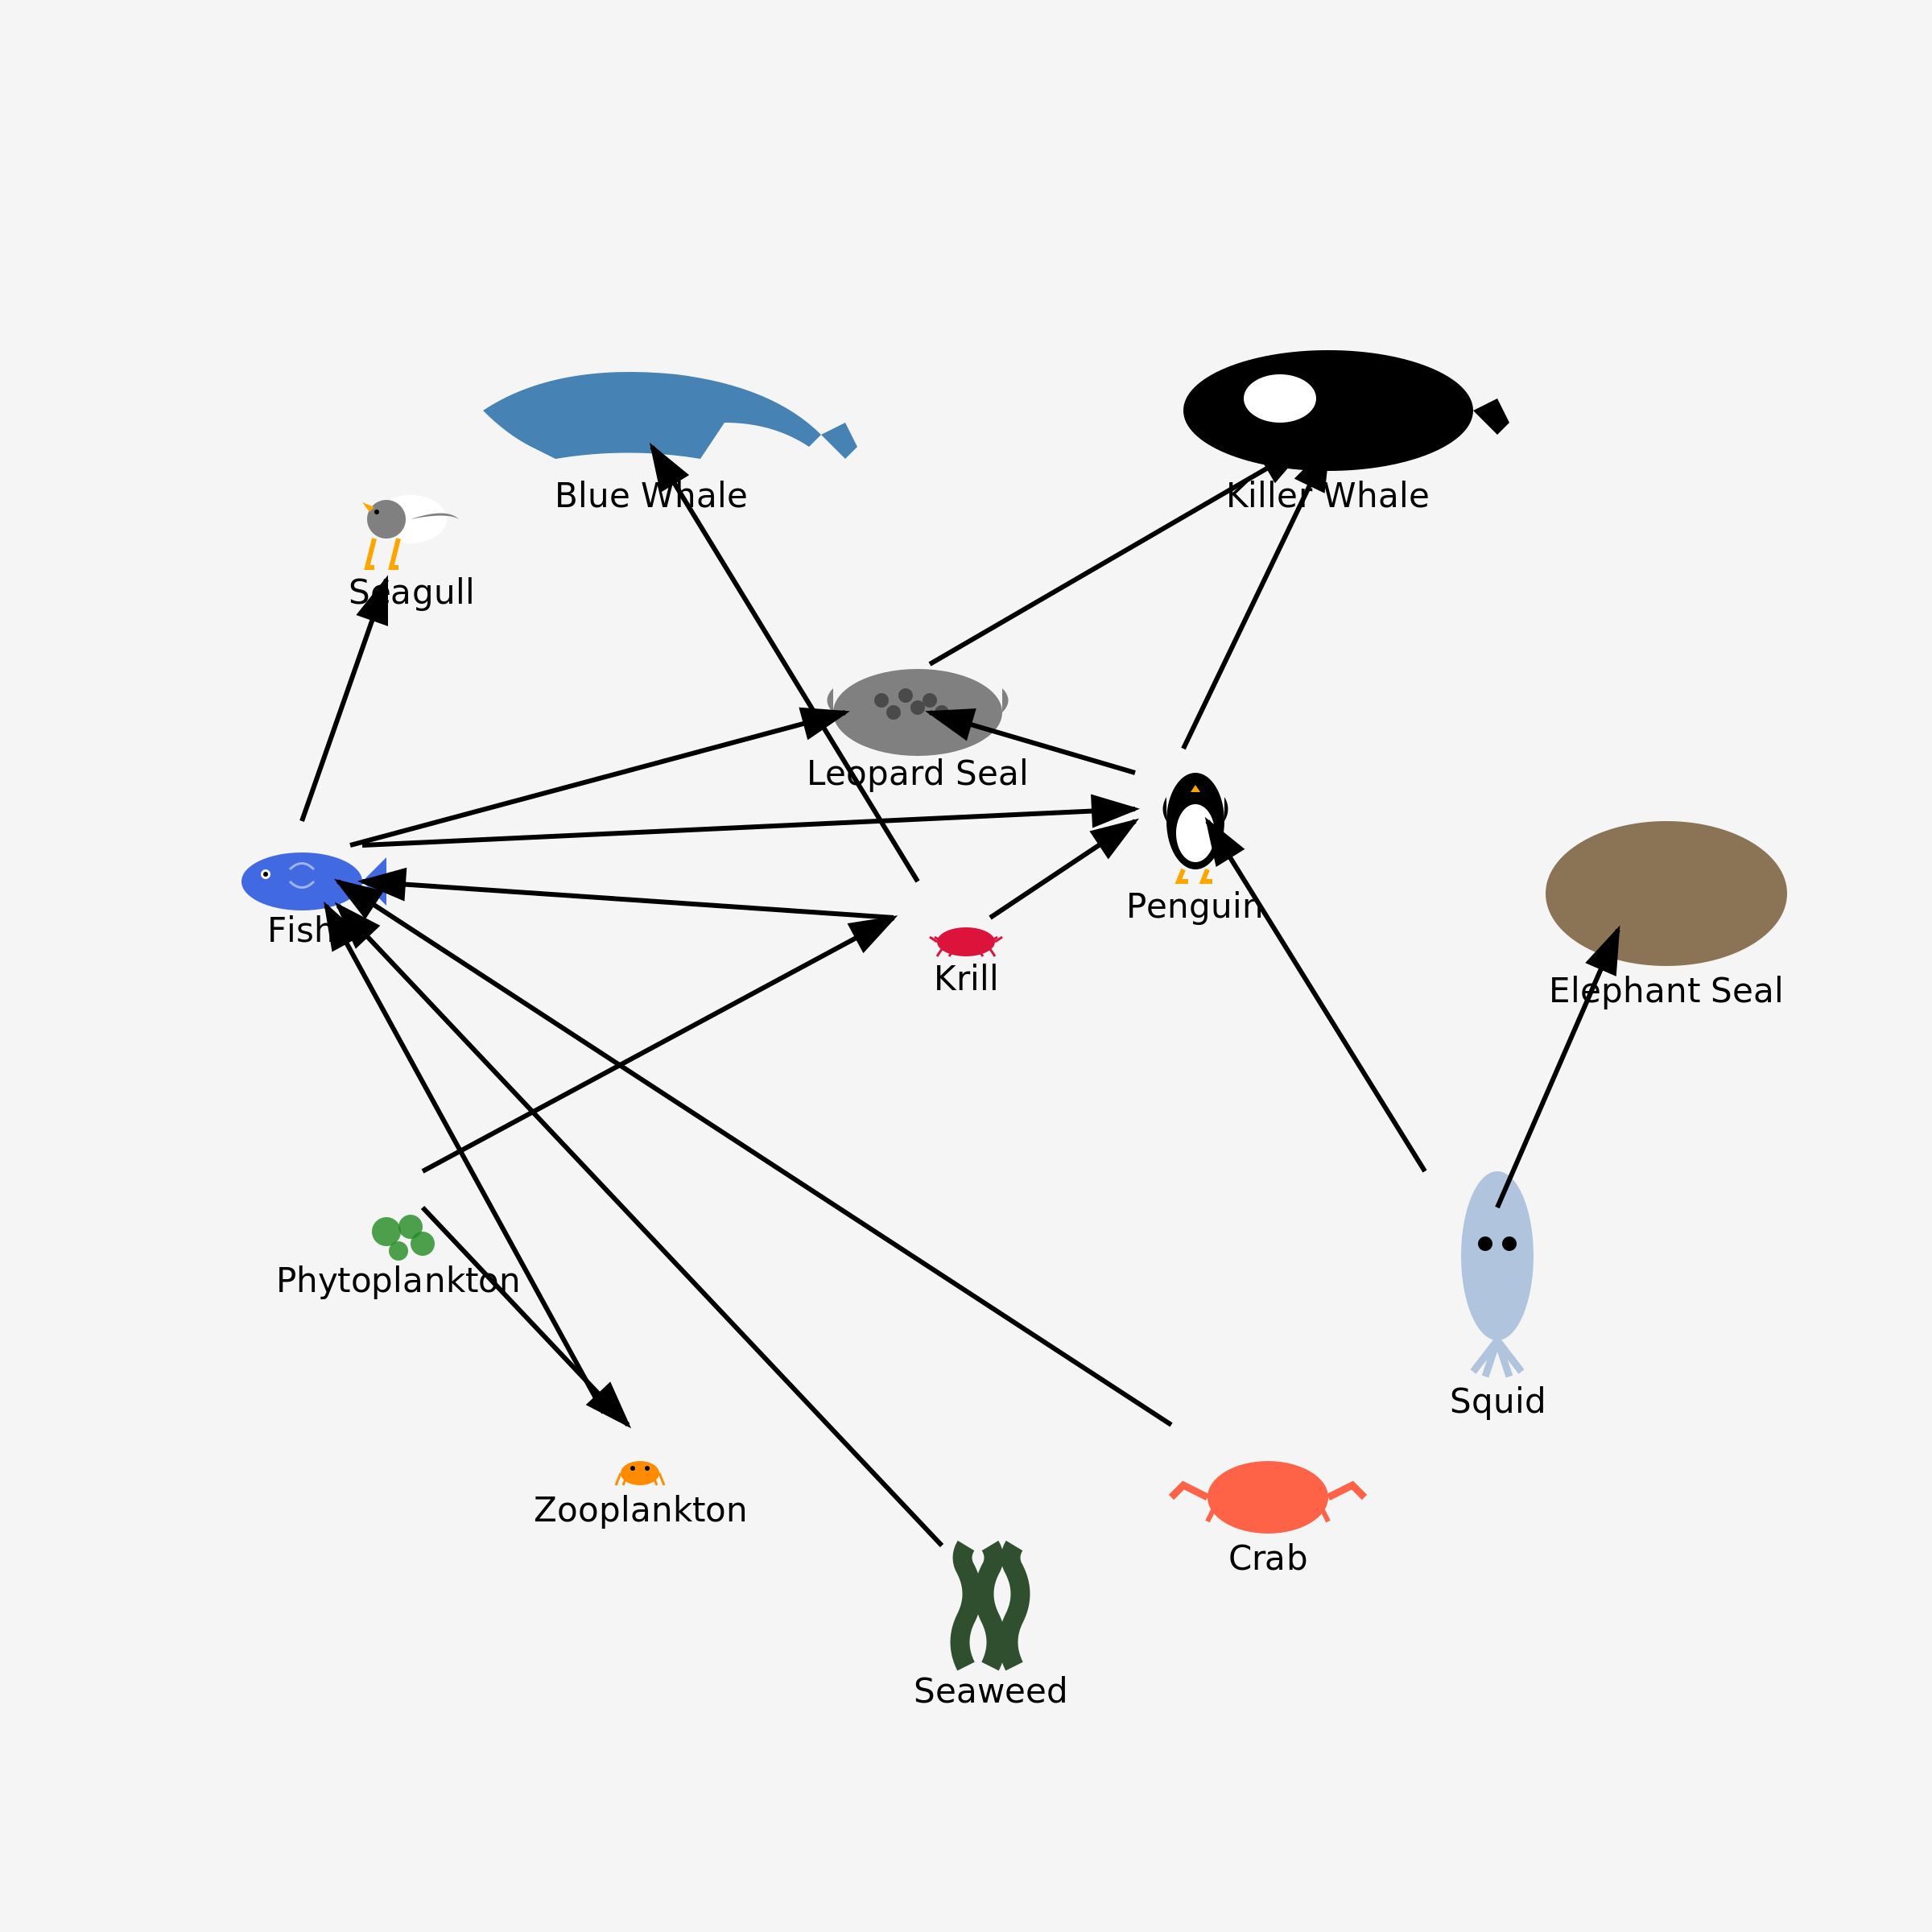 Blue Whale
Killer Whale
Seagull
Leopard Seal
Penguin
Fish
Krill
Elephant Seal
Phytoplankton
Squid
Zooplankton
Crab
Seaweed